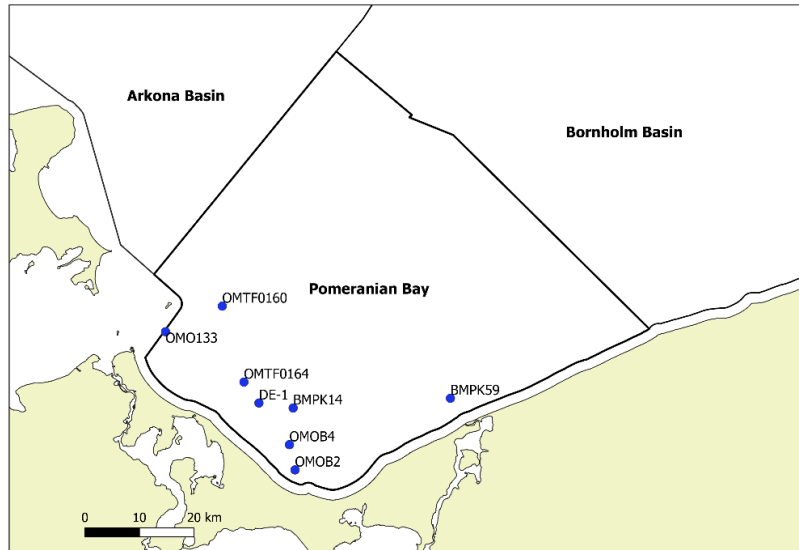 Arkona Basin
Bornholm Basin
Pomeranian Bay
OMTF0160
OMO133
OMTF0164
DE-1
BMPK14
BMPK59
OMOB4
OMOB2
0 10 20 km